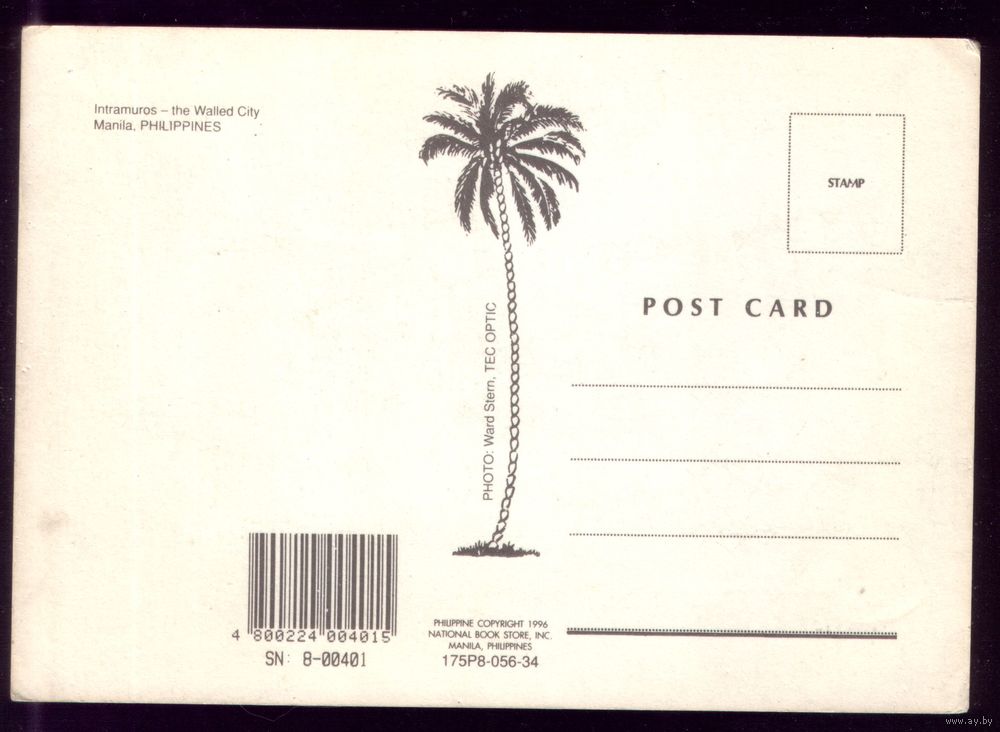 Intramuros – the Walled City
Manila, PHILIPPINES
STAMP
POST CARD
PHOTO: Ward Stern, TEC OPTIC
4 800224 004015
SN: 8-00401
PHILIPPINE COPYRIGHT 1996
NATIONAL BOOK STORE, INC.
MANILA, PHILIPPINES
175P8-056-34
www.ay.by